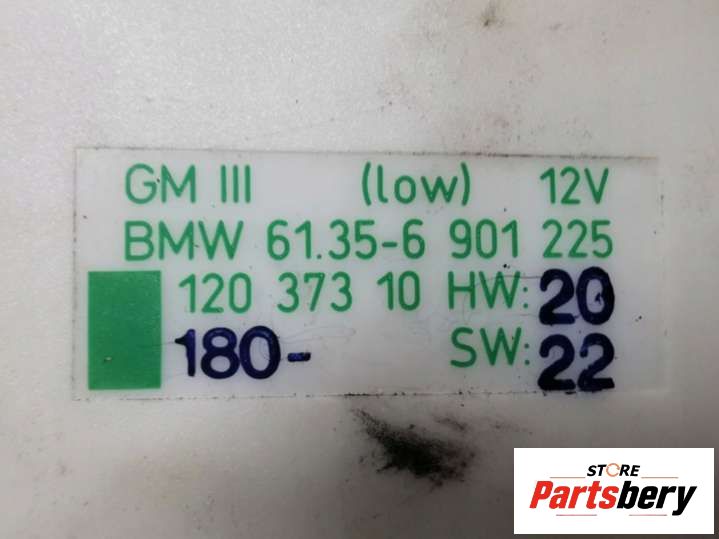 GM III (low) 12V
BMW 61.35-6 901 225
120 373 10 HW: 20
180- SW: 22
STORE
Partsbery